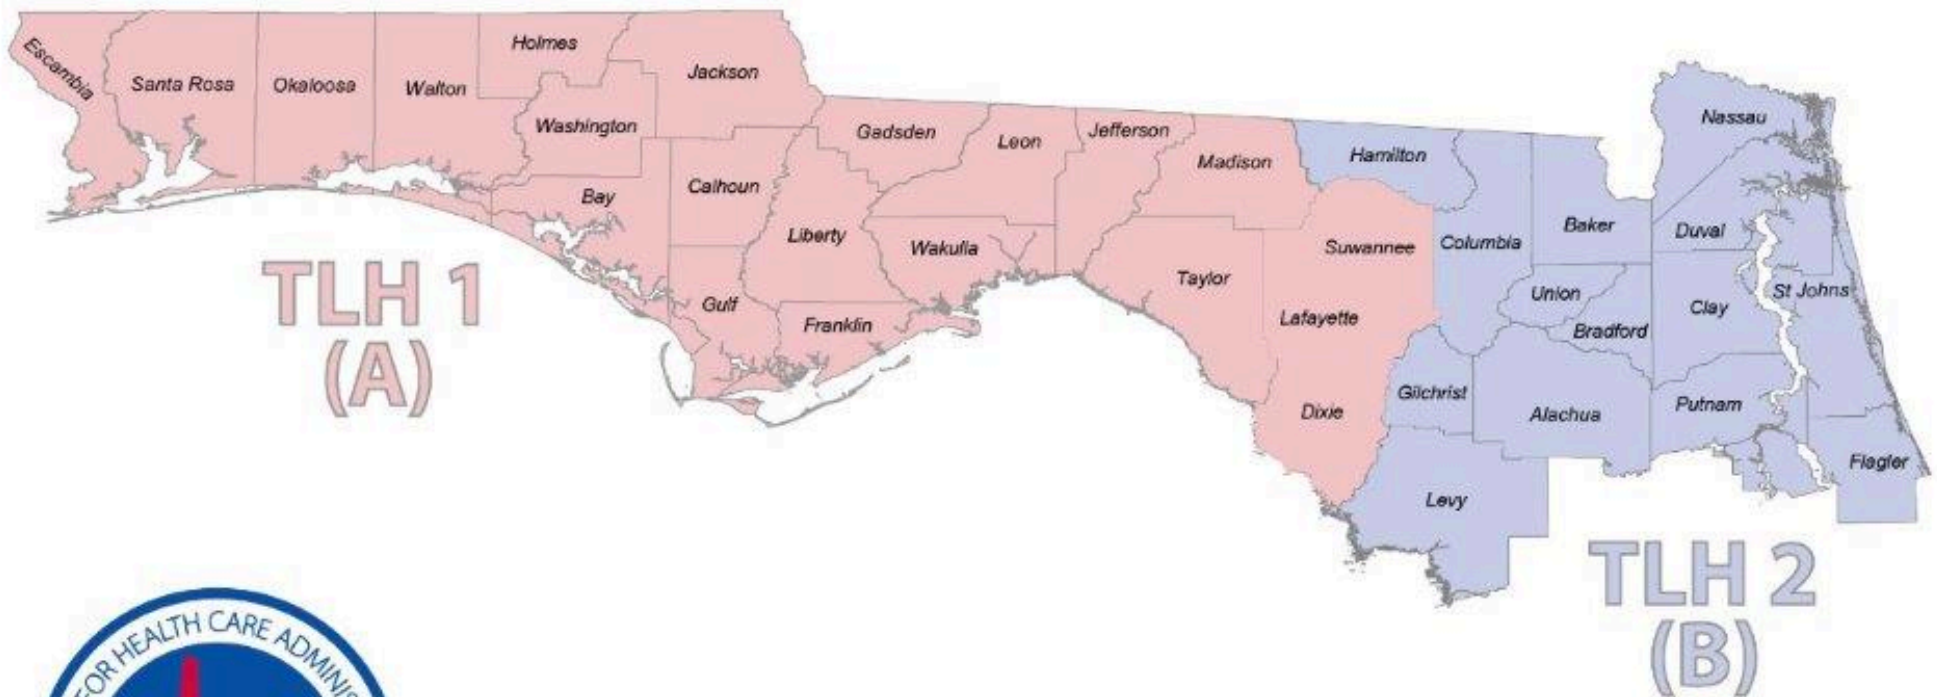 Escambia
Santa Rosa
Okaloosa
Walton
Holmes
Washington
Jackson
Bay
Calhoun
Gulf
Liberty
Gadsden
Franklin
Leon
Wakulla
Jefferson
Madison
Taylor
Hamilton
Suwannee
Lafayette
Dixie
Columbia
Baker
Nassau
Duval
Union
Bradford
Clay
St Johns
Gilchrist
Alachua
Putnam
Levy
Flagler
TLH 1
(A)
TLH 2
(B)
FOR HEALTH CARE